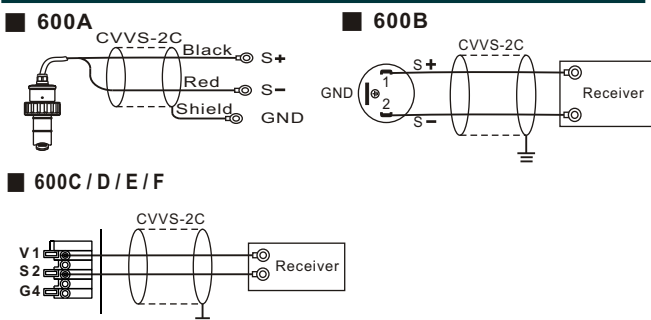 600A
CVVS-2C
Black
S+
Red
S−
Shield
GND
600B
CVVS-2C
S+
1
GND
2
S−
Receiver
600C / D / E / F
CVVS-2C
V1
S2
G4
Receiver